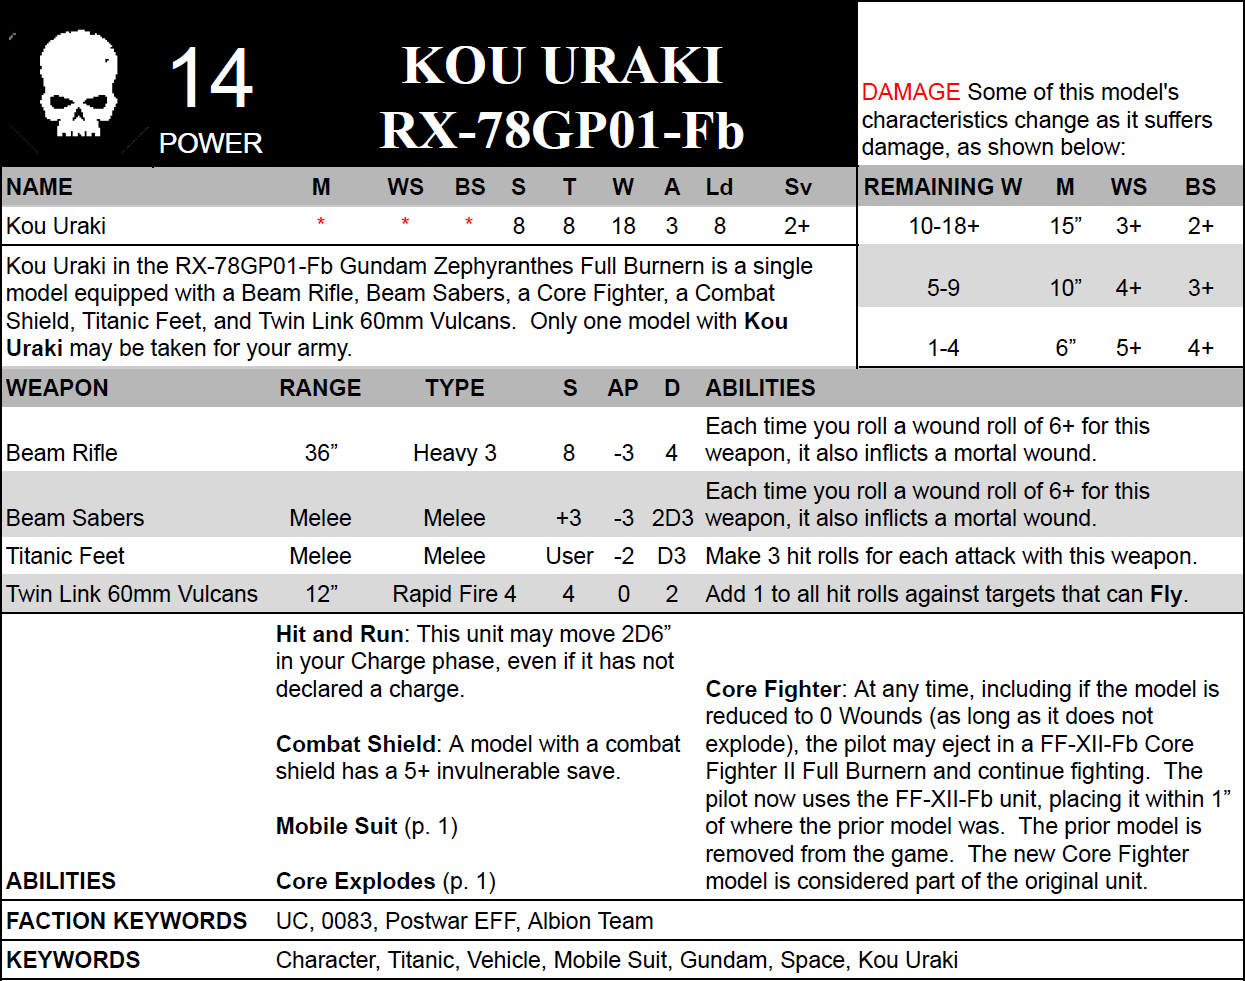 14
POWER
KOU URAKI
RX-78GP01-Fb
DAMAGE Some of this model's
characteristics change as it suffers
damage, as shown below:
NAME M WS BS S T W A Ld Sv
Kou Uraki * * * 8 8 18 3 8 2+
REMAINING W M WS BS
10-18+ 15” 3+ 2+
5-9 10” 4+ 3+
1-4 6” 5+ 4+
Kou Uraki in the RX-78GP01-Fb Gundam Zephyranthes Full Burnern is a single
model equipped with a Beam Rifle, Beam Sabers, a Core Fighter, a Combat
Shield, Titanic Feet, and Twin Link 60mm Vulcans.  Only one model with Kou
Uraki may be taken for your army.
WEAPON RANGE TYPE S AP D ABILITIES
Each time you roll a wound roll of 6+ for this
Beam Rifle 36” Heavy 3 8 -3 4 weapon, it also inflicts a mortal wound.
Each time you roll a wound roll of 6+ for this
Beam Sabers Melee Melee +3 -3 2D3 weapon, it also inflicts a mortal wound.
Titanic Feet Melee Melee User -2 D3 Make 3 hit rolls for each attack with this weapon.
Twin Link 60mm Vulcans 12” Rapid Fire 4 4 0 2 Add 1 to all hit rolls against targets that can Fly.
ABILITIES
Hit and Run: This unit may move 2D6”
in your Charge phase, even if it has not
declared a charge.
Combat Shield: A model with a combat
shield has a 5+ invulnerable save.
Mobile Suit (p. 1)
Core Explodes (p. 1)
Core Fighter: At any time, including if the model is
reduced to 0 Wounds (as long as it does not
explode), the pilot may eject in a FF-XII-Fb Core
Fighter II Full Burnern and continue fighting.  The
pilot now uses the FF-XII-Fb unit, placing it within 1”
of where the prior model was.  The prior model is
removed from the game.  The new Core Fighter
model is considered part of the original unit.
FACTION KEYWORDS UC, 0083, Postwar EFF, Albion Team
KEYWORDS Character, Titanic, Vehicle, Mobile Suit, Gundam, Space, Kou Uraki